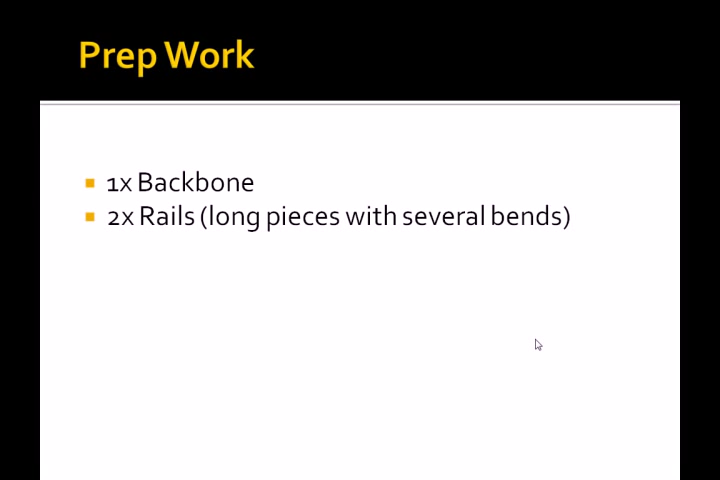 Prep Work
1x Backbone
2x Rails (long pieces with several bends)